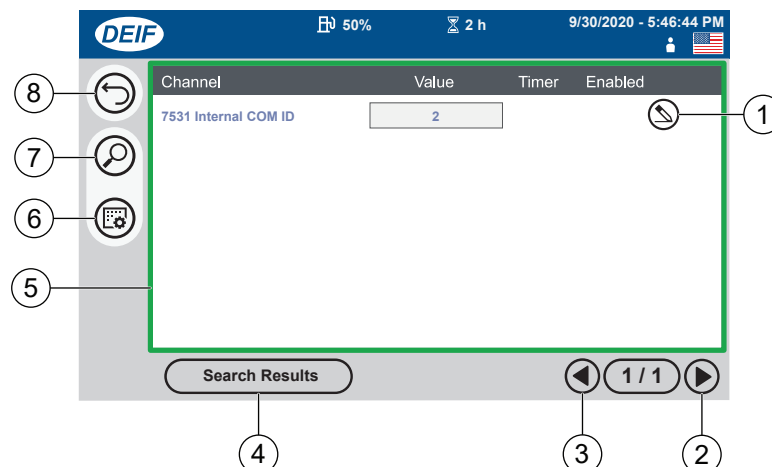 DEIF
50%
2 h
9/30/2020 - 5:46:44 PM
Channel Value Timer Enabled
7531 Internal COM ID 2
1
8
7
6
5
Search Results
1 / 1
4
3
2